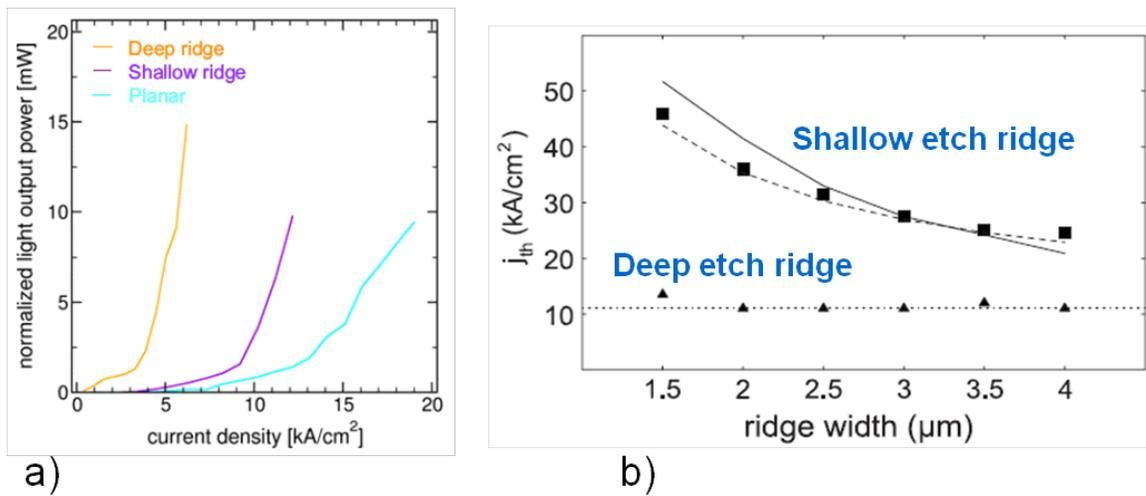 normalized light output power [mW]
20
15
10
5
0
Deep ridge
Shallow ridge
Planar
0 5 10 15 20
current density [kA/cm²]
a)
jth (kA/cm²)
50
40
30
20
10
Shallow etch ridge
Deep etch ridge
1.5 2 2.5 3 3.5 4
ridge width (µm)
b)